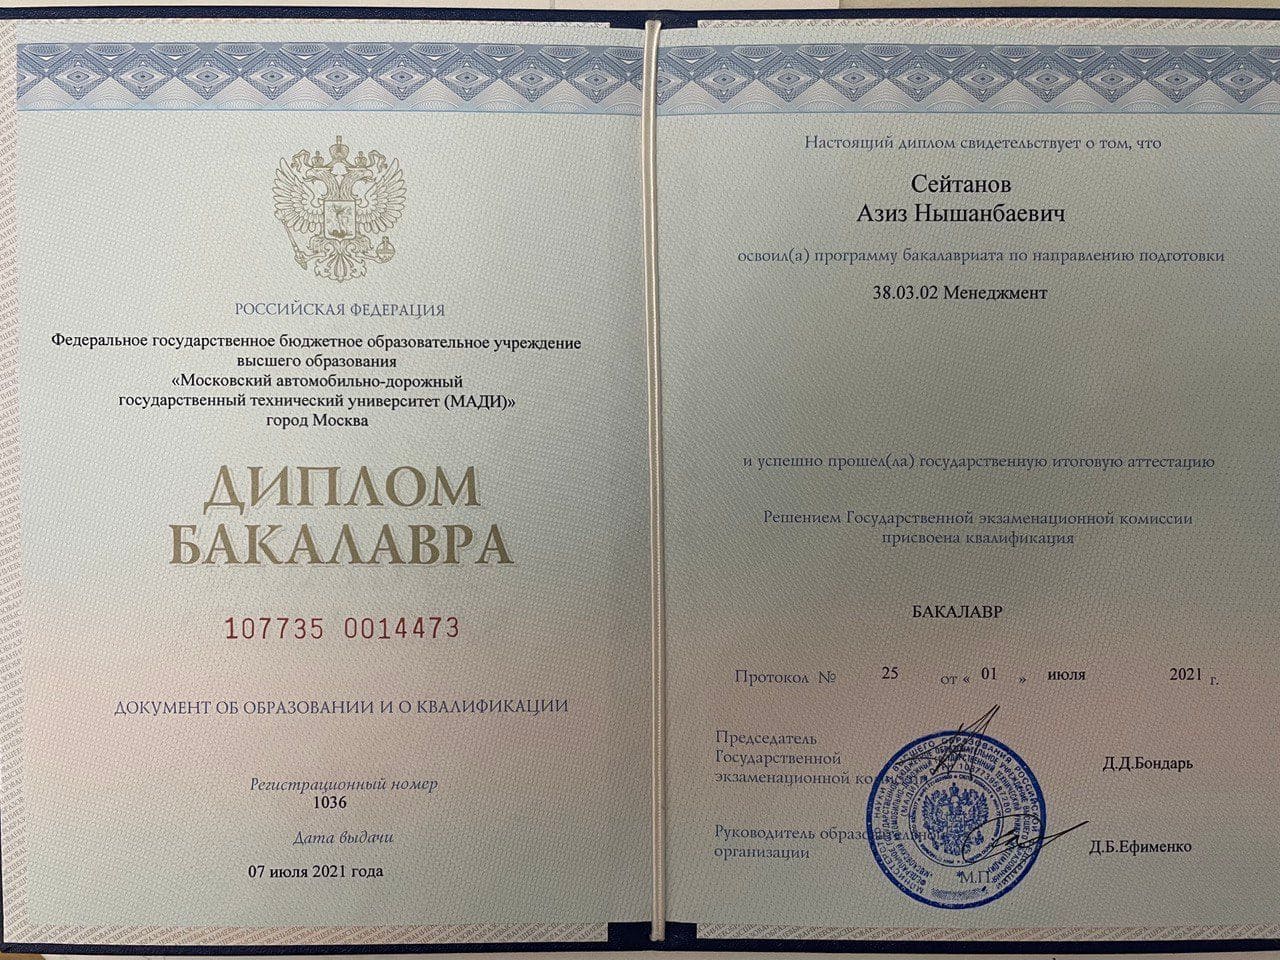 РОССИЙСКАЯ ФЕДЕРАЦИЯ
Федеральное государственное бюджетное образовательное учреждение
высшего образования
«Московский автомобильно-дорожный
государственный технический университет (МАДИ)»
город Москва
ДИПЛОМ
БАКАЛАВРА
107735 0014473
ДОКУМЕНТ ОБ ОБРАЗОВАНИИ И О КВАЛИФИКАЦИИ
Регистрационный номер
1036
Дата выдачи
07 июля 2021 года
Настоящий диплом свидетельствует о том, что
Сейтанов
Азиз Нышанбаевич
освоил(а) программу бакалавриата по направлению подготовки
38.03.02 Менеджмент
и успешно прошел(ла) государственную итоговую аттестацию
Решением Государственной экзаменационной комиссии
присвоена квалификация
БАКАЛАВР
Протокол № 25 от « 01 » июля 2021 г.
Председатель
Государственной
экзаменационной комиссии
Д.Д.Бондарь
Руководитель образовательной
организации
Д.Б.Ефименко
М.П.